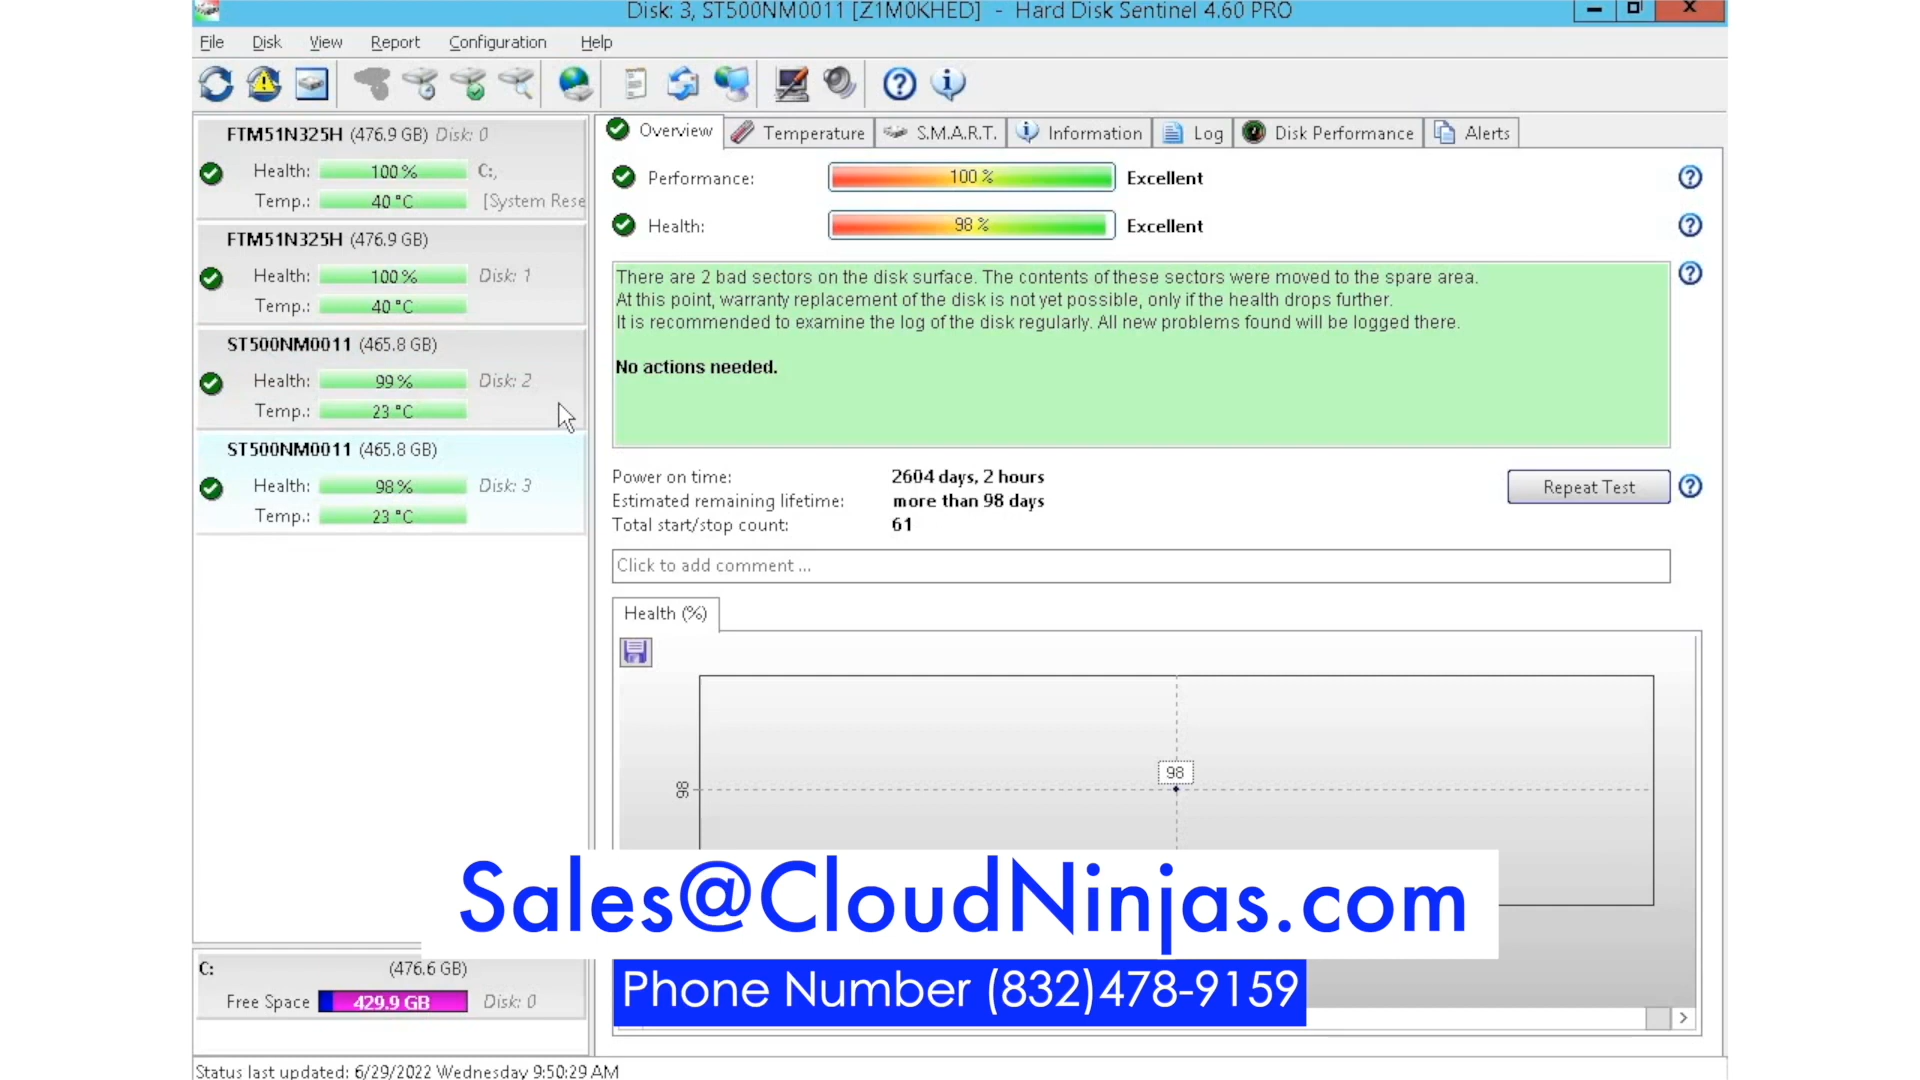 Disk: 3, ST500NM0011 [Z1M0KHED] - Hard Disk Sentinel 4.60 PRO
File Disk View Report Configuration Help
FTM51N325H (476.9 GB) Disk: 0
Health: 100 % C:,
Temp.: 40 °C [System Rese
FTM51N325H (476.9 GB)
Health: 100 % Disk: 1
Temp.: 40 °C
ST500NM0011 (465.8 GB)
Health: 99 % Disk: 2
Temp.: 23 °C
ST500NM0011 (465.8 GB)
Health: 98 % Disk: 3
Temp.: 23 °C
C: (476.6 GB)
Free Space 429.9 GB Disk: 0
Overview Temperature S.M.A.R.T. Information Log Disk Performance Alerts
Performance: 100 % Excellent
Health: 98 % Excellent
There are 2 bad sectors on the disk surface. The contents of these sectors were moved to the spare area.
At this point, warranty replacement of the disk is not yet possible, only if the health drops further.
It is recommended to examine the log of the disk regularly. All new problems found will be logged there.
No actions needed.
Power on time: 2604 days, 2 hours
Estimated remaining lifetime: more than 98 days
Total start/stop count: 61
Repeat Test
Click to add comment ...
Health (%)
98
98
Sales@CloudNinjas.com
Phone Number (832)478-9159
Status last updated: 6/29/2022 Wednesday 9:50:29 AM